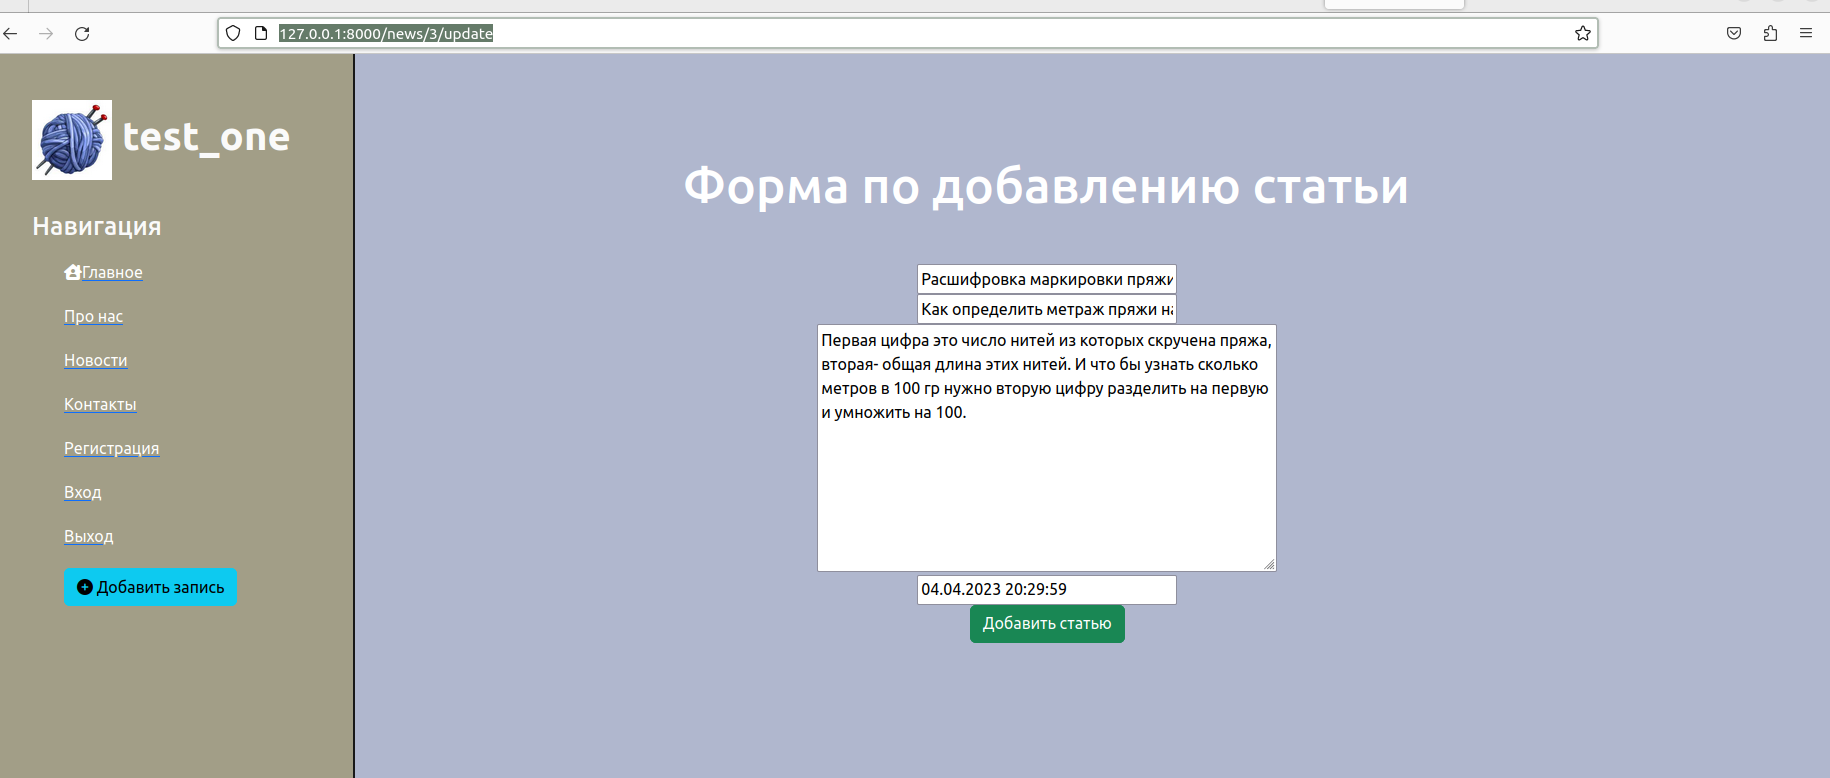 127.0.0.1:8000/news/3/update
test_one
Навигация
Главное
Про нас
Новости
Контакты
Регистрация
Вход
Выход
Добавить запись
Форма по добавлению статьи
Расшифровка маркировки пряжи
Как определить метраж пряжи на
Первая цифра это число нитей из которых скручена пряжа,
вторая- общая длина этих нитей. И что бы узнать сколько
метров в 100 гр нужно вторую цифру разделить на первую
и умножить на 100.
04.04.2023 20:29:59
Добавить статью